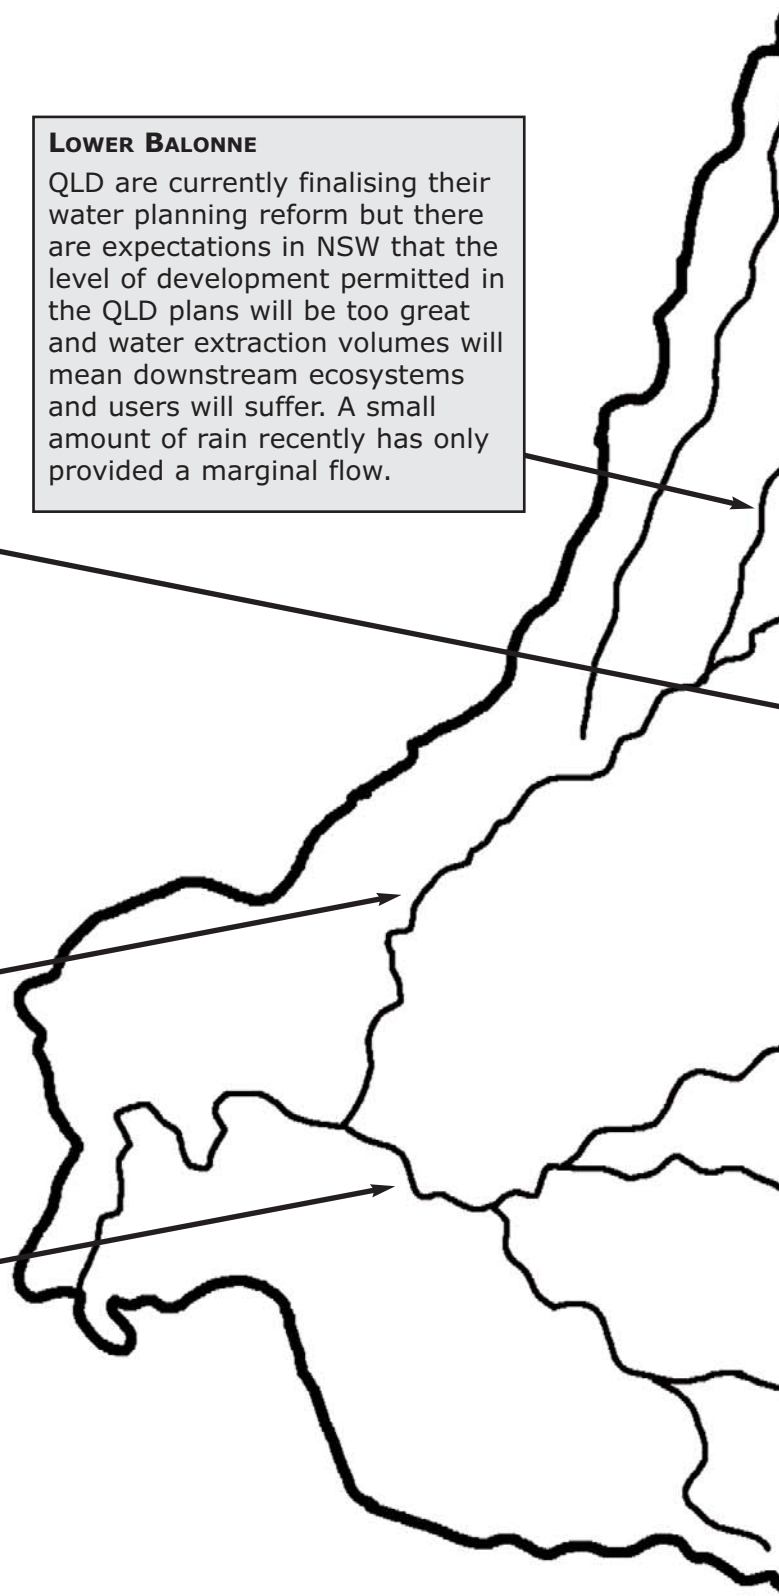 LOWER BALONNE
QLD are currently finalising their
water planning reform but there
are expectations in NSW that the
level of development permitted in
the QLD plans will be too great
and water extraction volumes will
mean downstream ecosystems
and users will suffer. A small
amount of rain recently has only
provided a marginal flow.